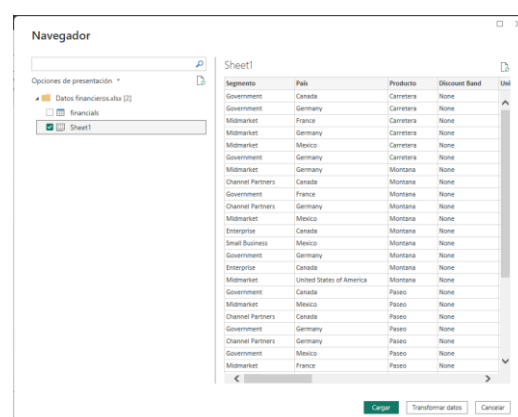 Navegador
Opciones de presentación
Datos financieros.xlsx [2]
financials
Sheet1
Sheet1
Segmento País Producto Discount Band Uni
Government Canada Carretera None
Government Germany Carretera None
Midmarket France Carretera None
Midmarket Germany Carretera None
Midmarket Mexico Carretera None
Government Germany Carretera None
Midmarket Germany Montana None
Channel Partners Canada Montana None
Government France Montana None
Channel Partners Germany Montana None
Midmarket Mexico Montana None
Enterprise Canada Montana None
Small Business Mexico Montana None
Government Germany Montana None
Enterprise Canada Montana None
Midmarket United States of America Montana None
Government Canada Paseo None
Midmarket Mexico Paseo None
Channel Partners Canada Paseo None
Government Germany Paseo None
Channel Partners Germany Paseo None
Government Mexico Paseo None
Midmarket France Paseo None
Cargar Transformar datos Cancelar